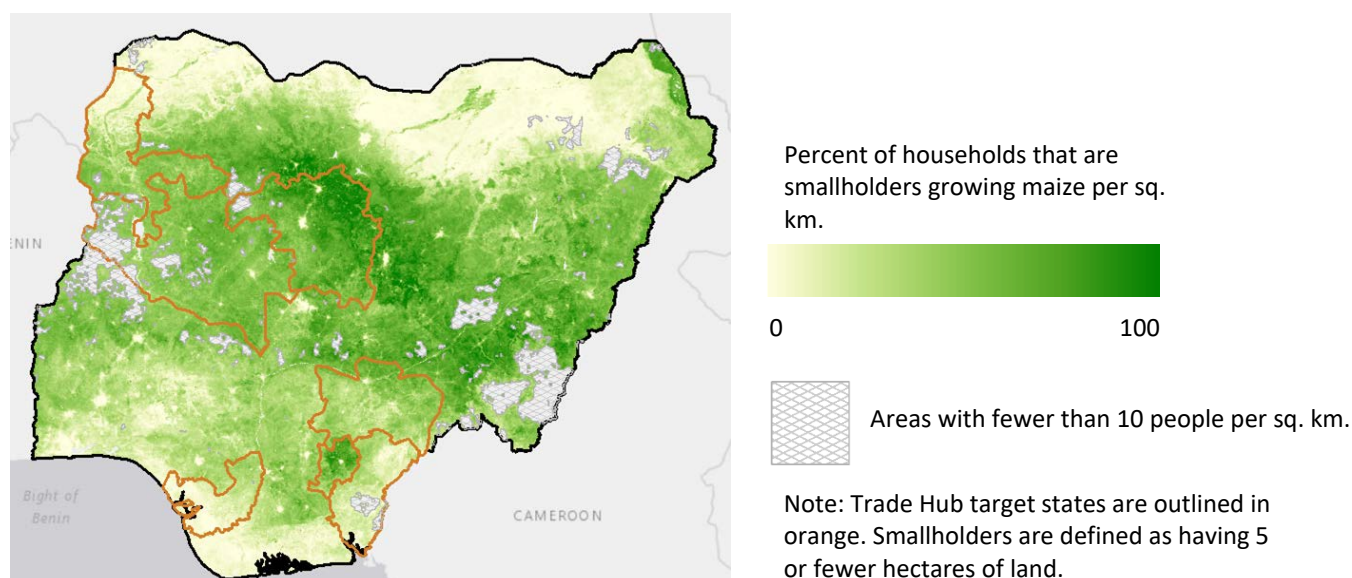 Percent of households that are
smallholders growing maize per sq.
km.
0 100
Areas with fewer than 10 people per sq. km.
Note: Trade Hub target states are outlined in
orange. Smallholders are defined as having 5
or fewer hectares of land.
ENIN
Bight of
Benin
CAMEROON